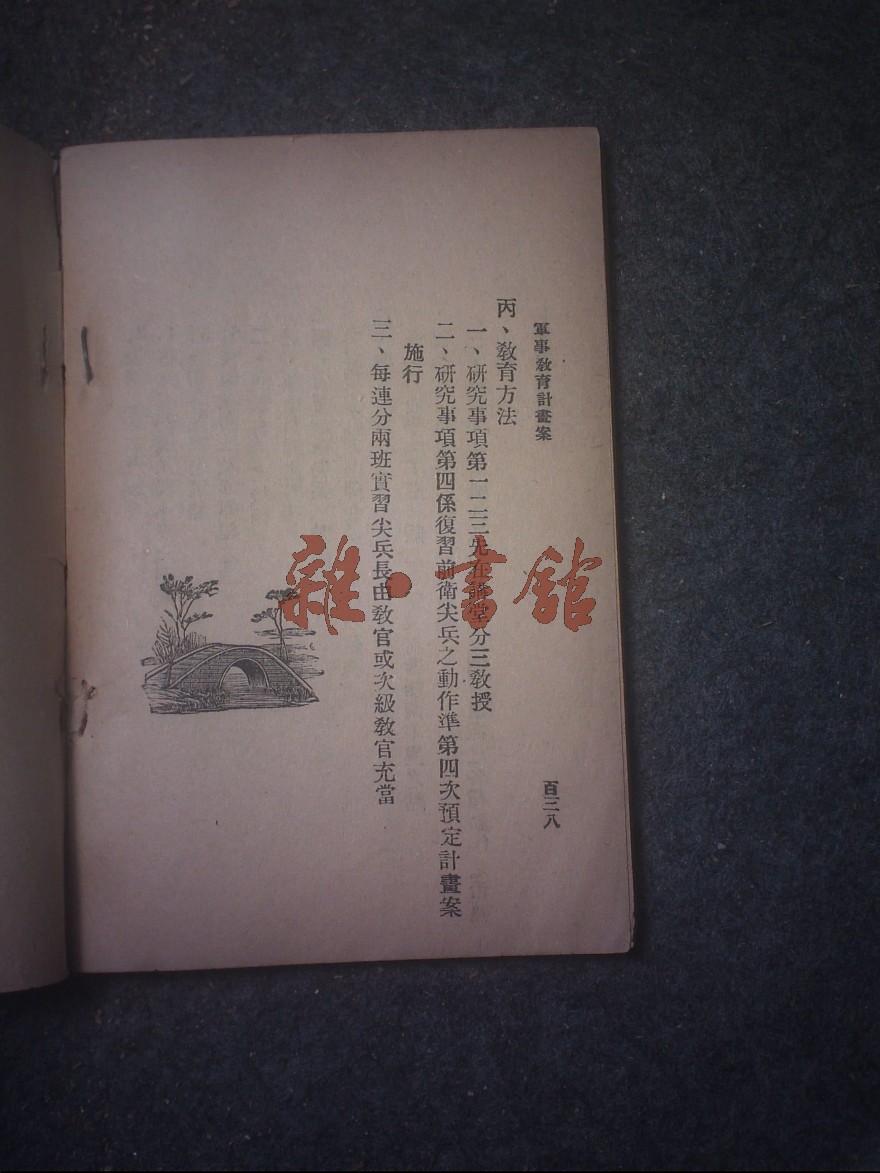 軍事教育計畫案
百三八
丙、教育方法
一、研究事項第一二三先在講堂分三教授
二、研究事項第四係復習前衛尖兵之動作準第四次預定計畫案
施行
三、每連分兩班實習尖兵長由教官或次級教官充當
雜·書館